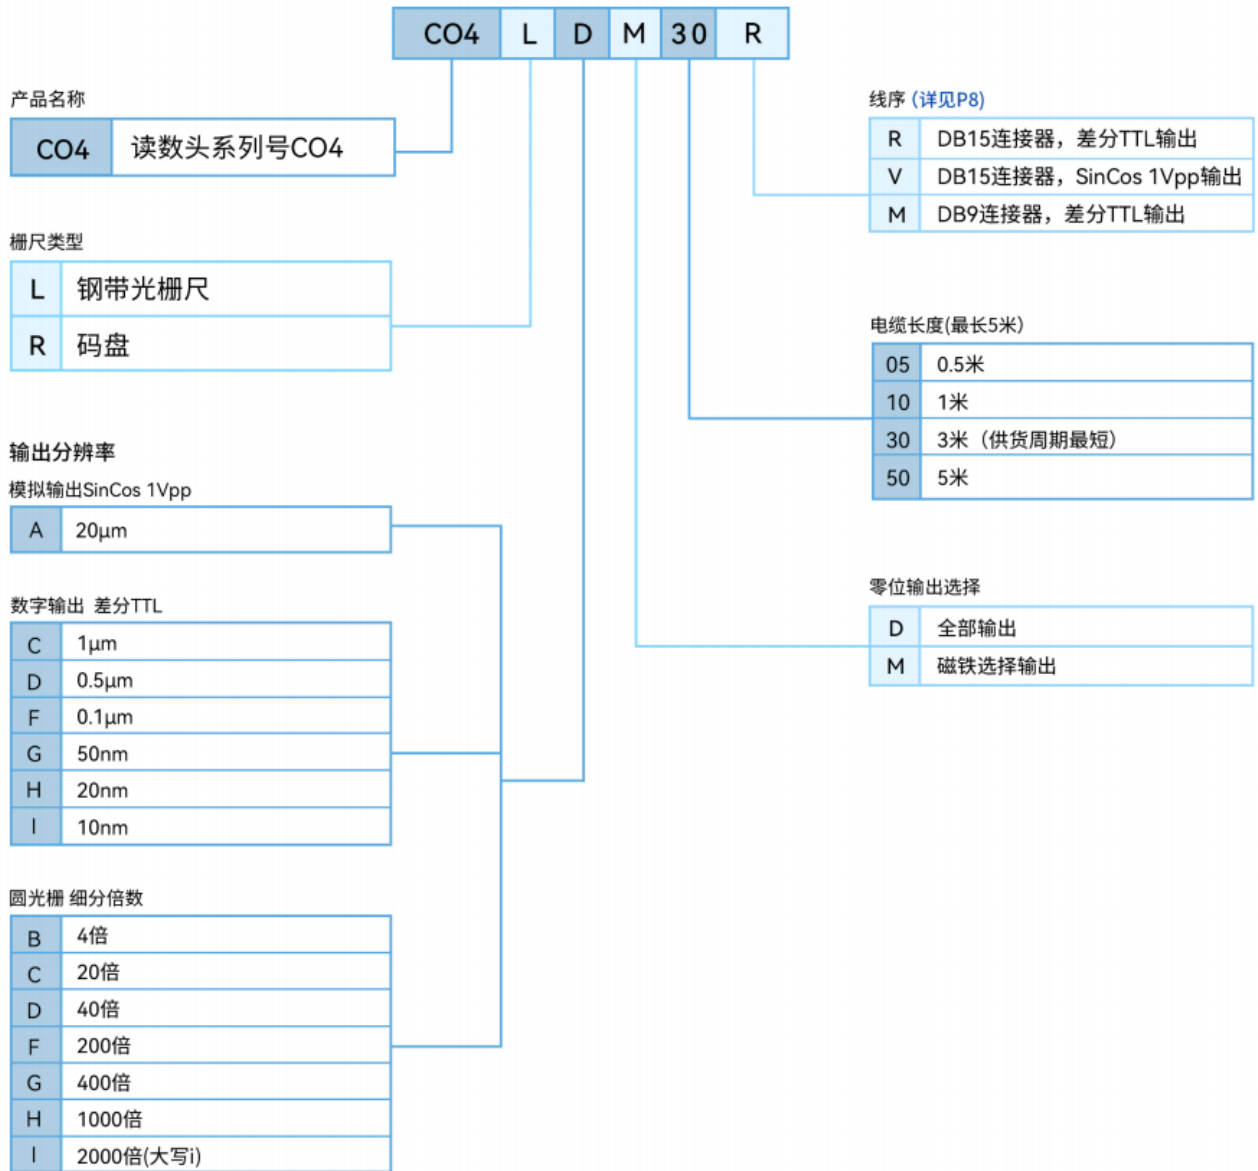 CO4 L D M 30 R
产品名称
CO4 读数头系列号CO4
栅尺类型
L 钢带光栅尺
R 码盘
输出分辨率
模拟输出SinCos 1Vpp
A 20μm
数字输出 差分TTL
C 1μm
D 0.5μm
F 0.1μm
G 50nm
H 20nm
I 10nm
圆光栅 细分倍数
B 4倍
C 20倍
D 40倍
F 200倍
G 400倍
H 1000倍
I 2000倍(大写i)
线序 (详见P8)
R DB15连接器，差分TTL输出
V DB15连接器，SinCos 1Vpp输出
M DB9连接器，差分TTL输出
电缆长度(最长5米)
05 0.5米
10 1米
30 3米（供货周期最短）
50 5米
零位输出选择
D 全部输出
M 磁铁选择输出